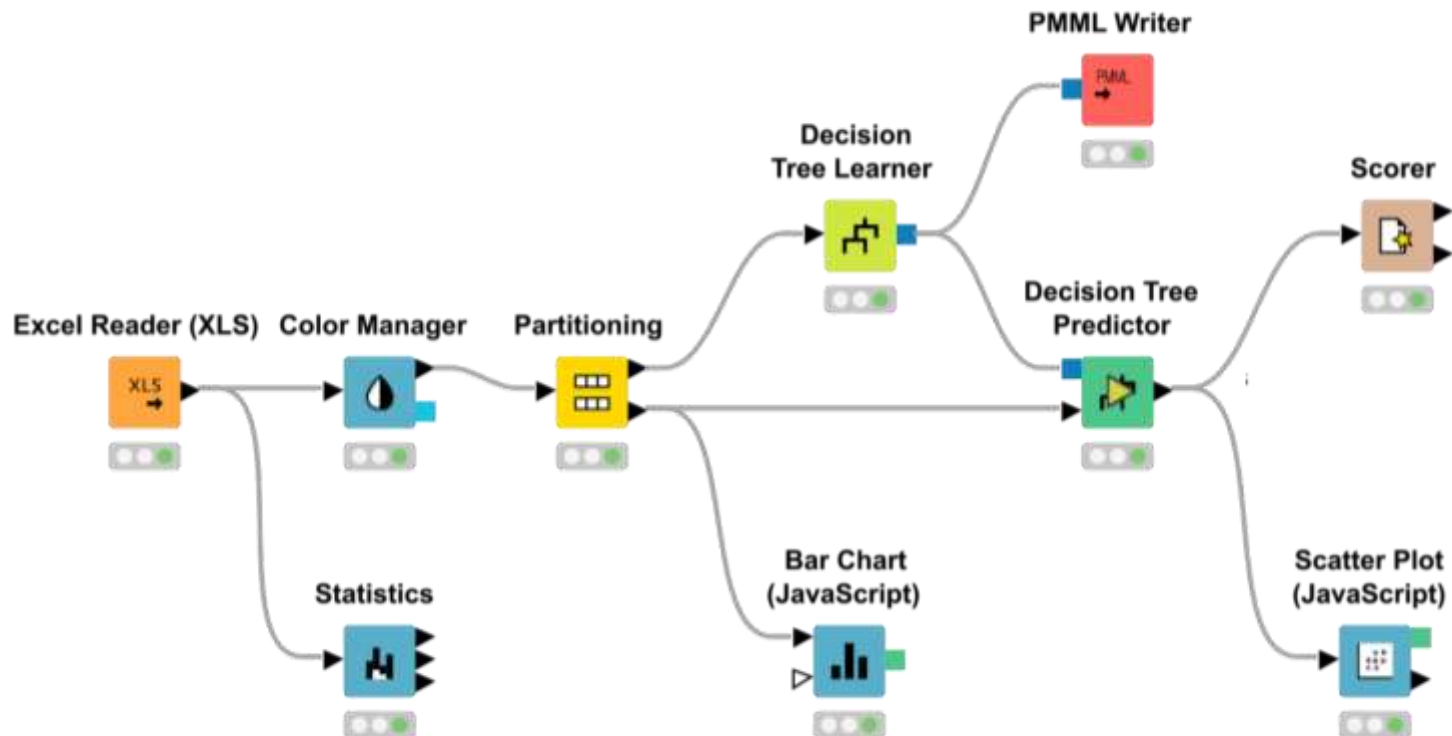 PMML Writer
PMML
Decision
Tree Learner
Scorer
Decision Tree
Predictor
Excel Reader (XLS)
Color Manager
Partitioning
XLS
Statistics
Bar Chart
(JavaScript)
Scatter Plot
(JavaScript)